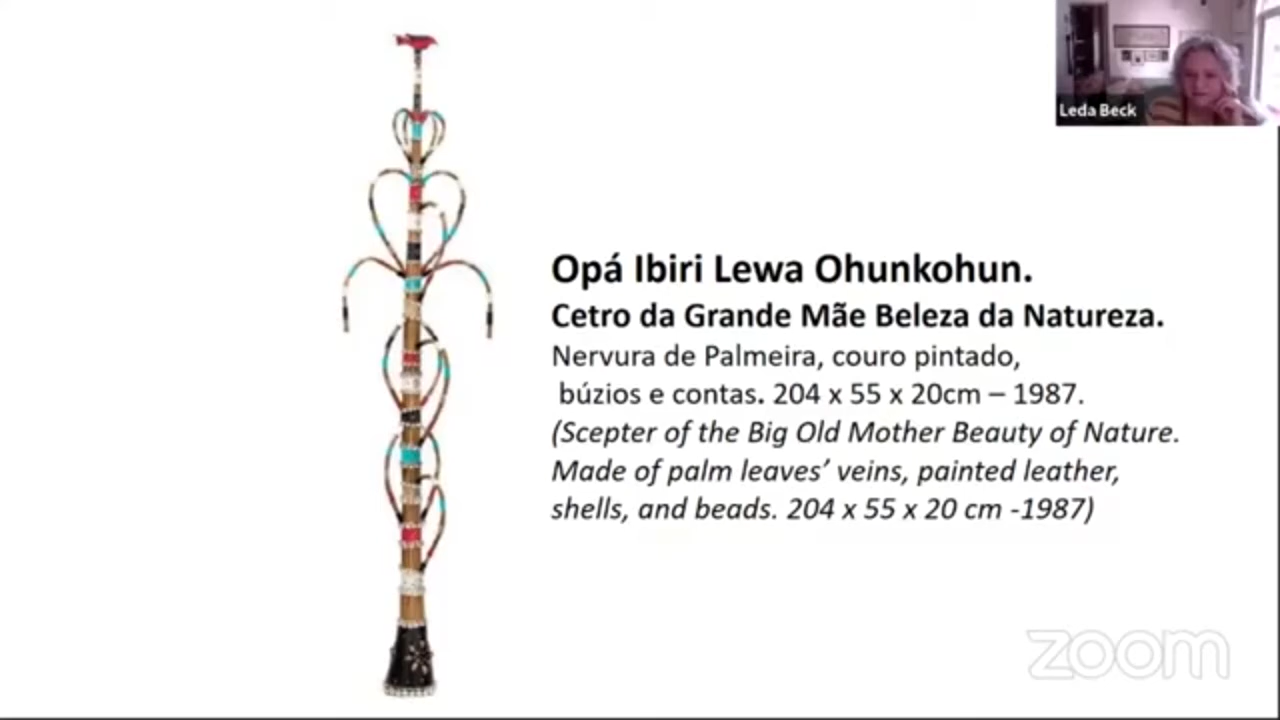 Leda Beck
Opá Ibiri Lewa Ohunkohun.
Cetro da Grande Mãe Beleza da Natureza.
Nervura de Palmeira, couro pintado,
búzios e contas. 204 x 55 x 20cm – 1987.
(Scepter of the Big Old Mother Beauty of Nature.
Made of palm leaves’ veins, painted leather,
shells, and beads. 204 x 55 x 20 cm -1987)
zoom